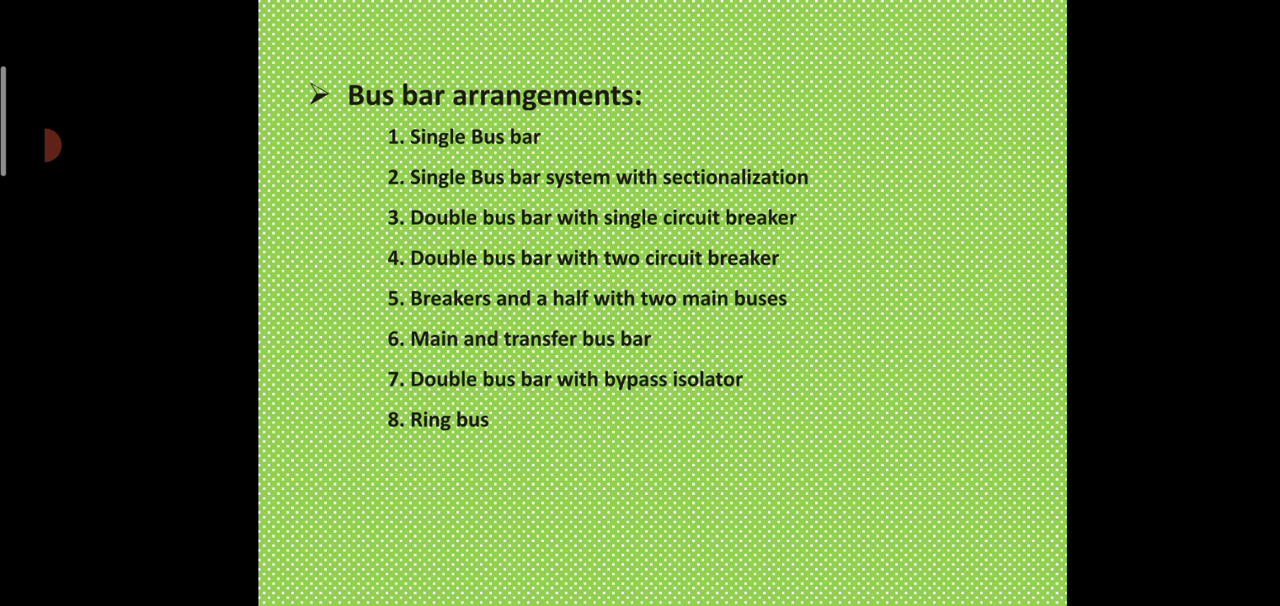 ➢ Bus bar arrangements:
1. Single Bus bar
2. Single Bus bar system with sectionalization
3. Double bus bar with single circuit breaker
4. Double bus bar with two circuit breaker
5. Breakers and a half with two main buses
6. Main and transfer bus bar
7. Double bus bar with bypass isolator
8. Ring bus